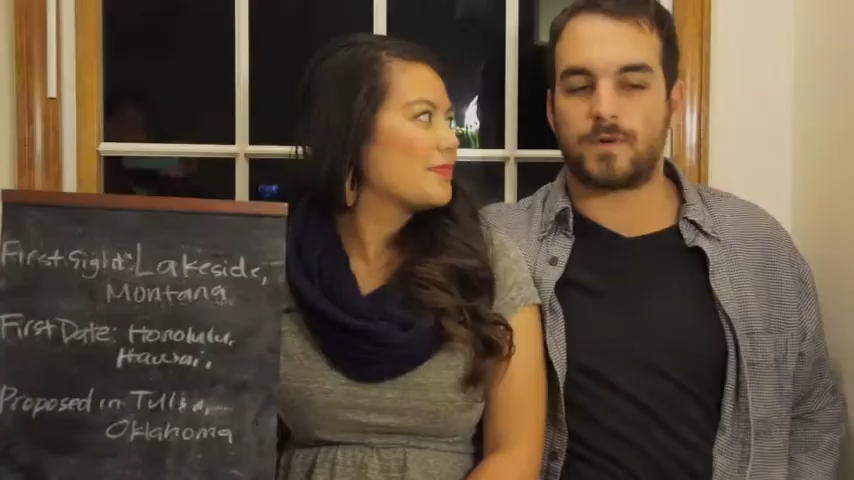 First Sight: Lakeside,
Montana
First Date: Honolulu,
Hawaii.
Proposed in Tulsa,
Oklahoma